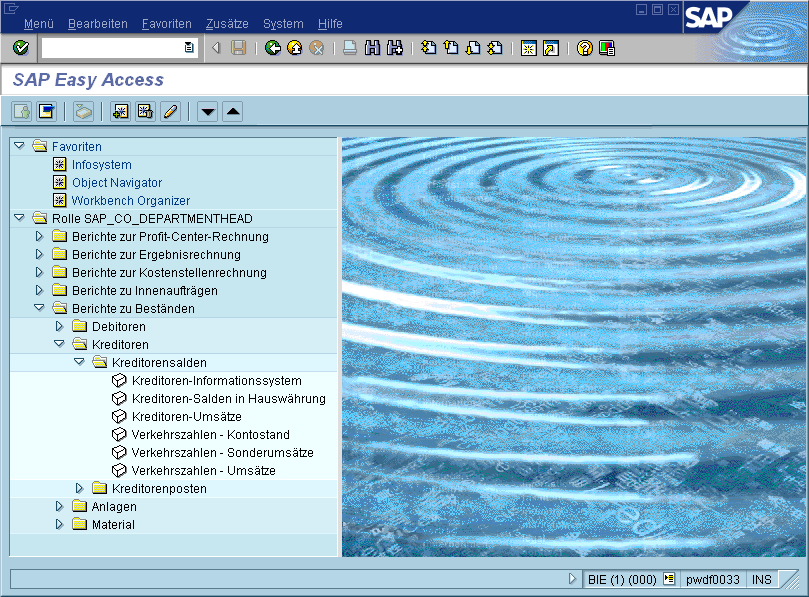 Menü Bearbeiten Favoriten Zusätze System Hilfe
SAP
SAP Easy Access
Favoriten
Infosystem
Object Navigator
Workbench Organizer
Rolle SAP_CO_DEPARTMENTHEAD
Berichte zur Profit-Center-Rechnung
Berichte zur Ergebnisrechnung
Berichte zur Kostenstellenrechnung
Berichte zu Innenaufträgen
Berichte zu Beständen
Debitoren
Kreditoren
Kreditorensalden
Kreditoren-Informationssystem
Kreditoren-Salden in Hauswährung
Kreditoren-Umsätze
Verkehrszahlen - Kontostand
Verkehrszahlen - Sonderumsätze
Verkehrszahlen - Umsätze
Kreditorenposten
Anlagen
Material
BIE (1) (000) pwdf0033 INS